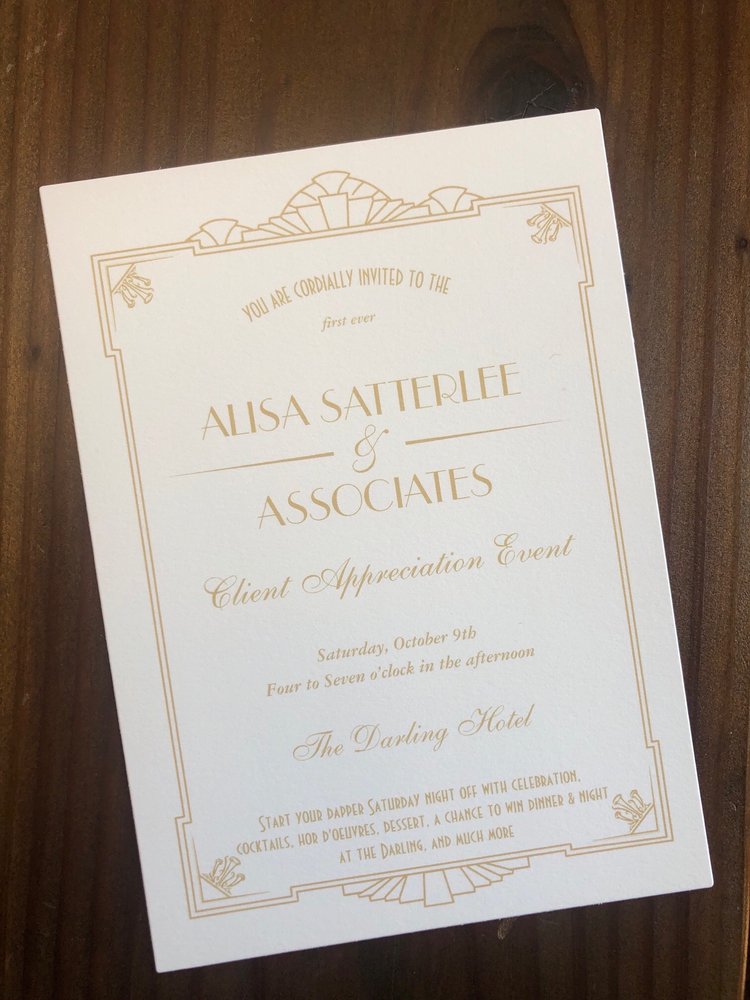 YOU ARE CORDIALLY INVITED TO THE
first ever
ALISA SATTERLEE
&
ASSOCIATES
Client Appreciation Event
Saturday, October 9th
Four to Seven o'clock in the afternoon
The Darling Hotel
START YOUR DAPPER SATURDAY NIGHT OFF WITH CELEBRATION,
COCKTAILS, HOR D'OEUVRES, DESSERT, A CHANCE TO WIN DINNER & NIGHT
AT THE DARLING, AND MUCH MORE